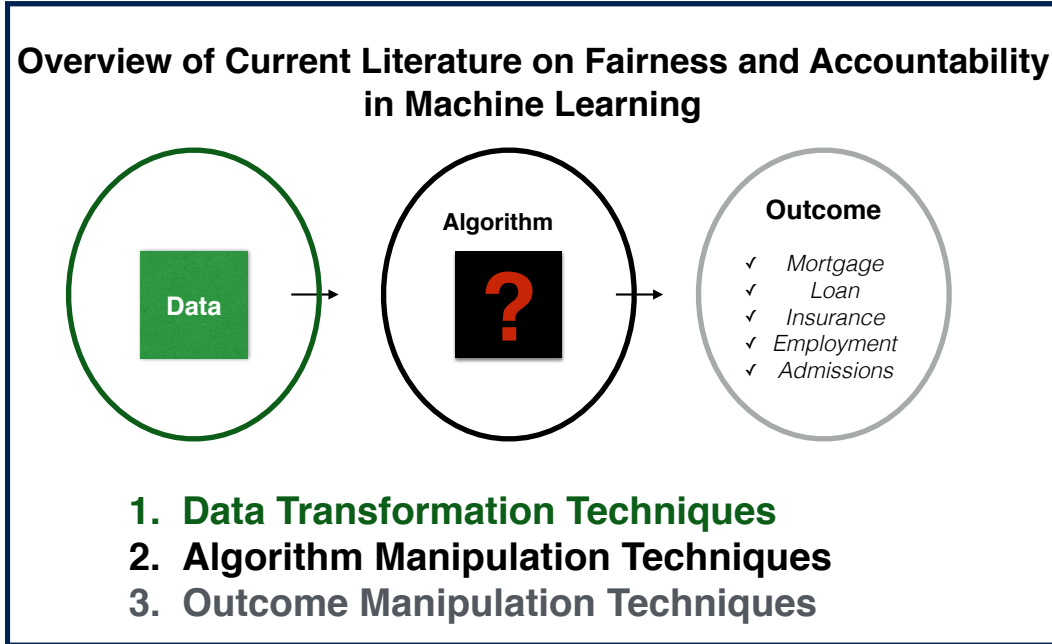 Overview of Current Literature on Fairness and Accountability
in Machine Learning
Data
Algorithm
?
Outcome
✓ Mortgage
✓ Loan
✓ Insurance
✓ Employment
✓ Admissions
1. Data Transformation Techniques
2. Algorithm Manipulation Techniques
3. Outcome Manipulation Techniques